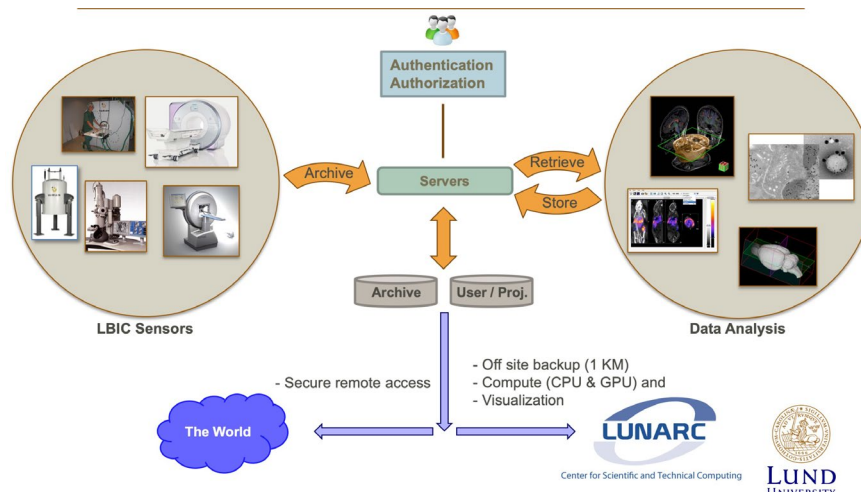 Authentication
Authorization
Archive
Servers
Retrieve
Store
Archive
User / Proj.
LBIC Sensors
Data Analysis
- Secure remote access
- Off site backup (1 KM)
- Compute (CPU & GPU) and
- Visualization
The World
LUNARC
Center for Scientific and Technical Computing
LUND
UNIVERSITY